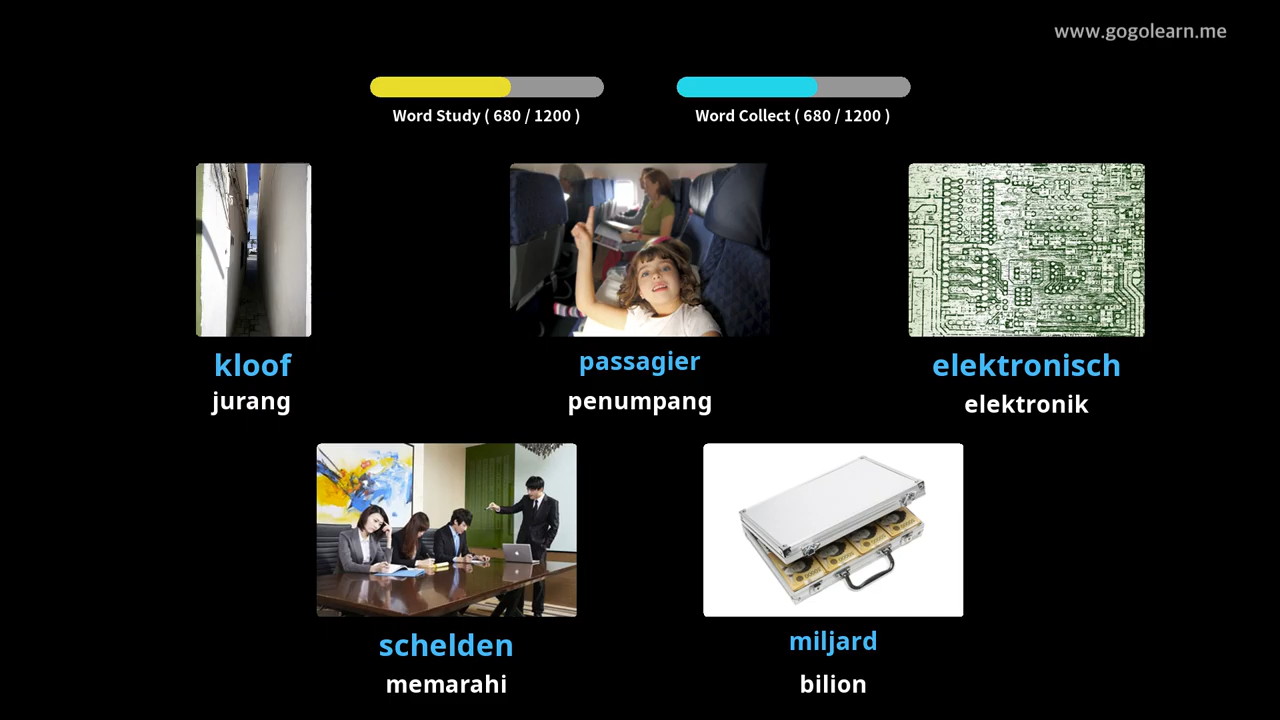 www.gogolearn.me
Word Study ( 680 / 1200 )
Word Collect ( 680 / 1200 )
kloof
jurang
passagier
penumpang
elektronisch
elektronik
schelden
memarahi
miljard
bilion